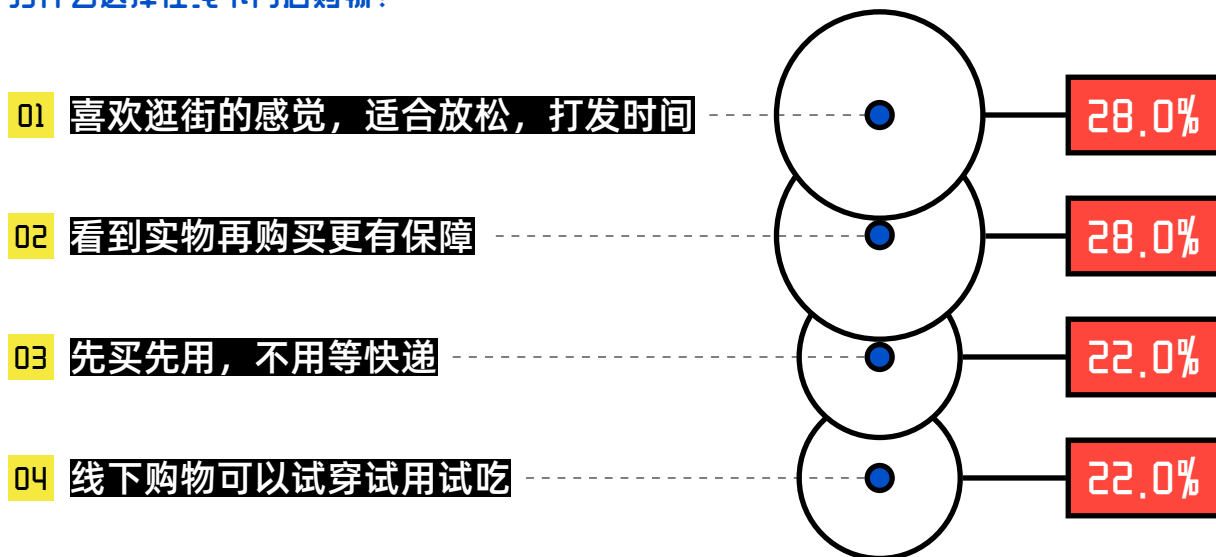 01 喜欢逛街的感觉，适合放松，打发时间 28.0%
02 看到实物再购买更有保障 28.0%
03 先买先用，不用等快递 22.0%
04 线下购物可以试穿试用试吃 22.0%